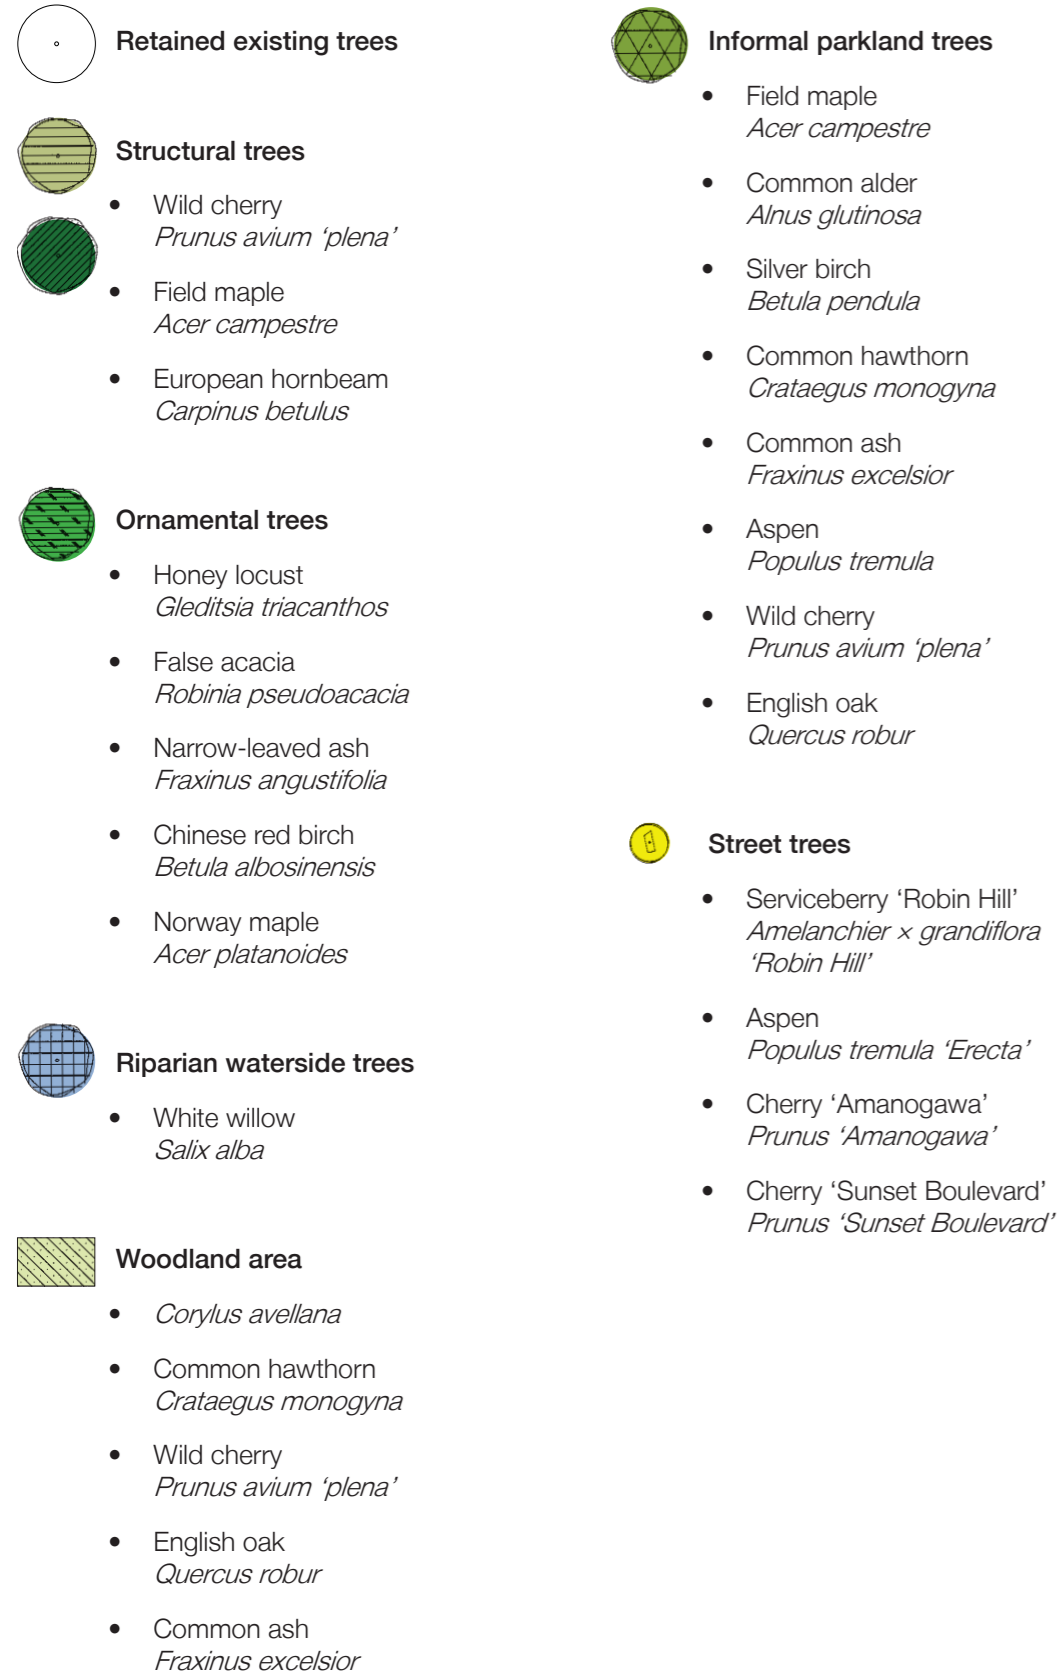 Retained existing trees
Structural trees
• Wild cherry
Prunus avium ‘plena’
• Field maple
Acer campestre
• European hornbeam
Carpinus betulus
Ornamental trees
• Honey locust
Gleditsia triacanthos
• False acacia
Robinia pseudoacacia
• Narrow-leaved ash
Fraxinus angustifolia
• Chinese red birch
Betula albosinensis
• Norway maple
Acer platanoides
Riparian waterside trees
• White willow
Salix alba
Woodland area
• Corylus avellana
• Common hawthorn
Crataegus monogyna
• Wild cherry
Prunus avium ‘plena’
• English oak
Quercus robur
• Common ash
Fraxinus excelsior
Informal parkland trees
• Field maple
Acer campestre
• Common alder
Alnus glutinosa
• Silver birch
Betula pendula
• Common hawthorn
Crataegus monogyna
• Common ash
Fraxinus excelsior
• Aspen
Populus tremula
• Wild cherry
Prunus avium ‘plena’
• English oak
Quercus robur
Street trees
• Serviceberry ‘Robin Hill’
Amelanchier × grandiflora
‘Robin Hill’
• Aspen
Populus tremula ‘Erecta’
• Cherry ‘Amanogawa’
Prunus ‘Amanogawa’
• Cherry ‘Sunset Boulevard’
Prunus ‘Sunset Boulevard’